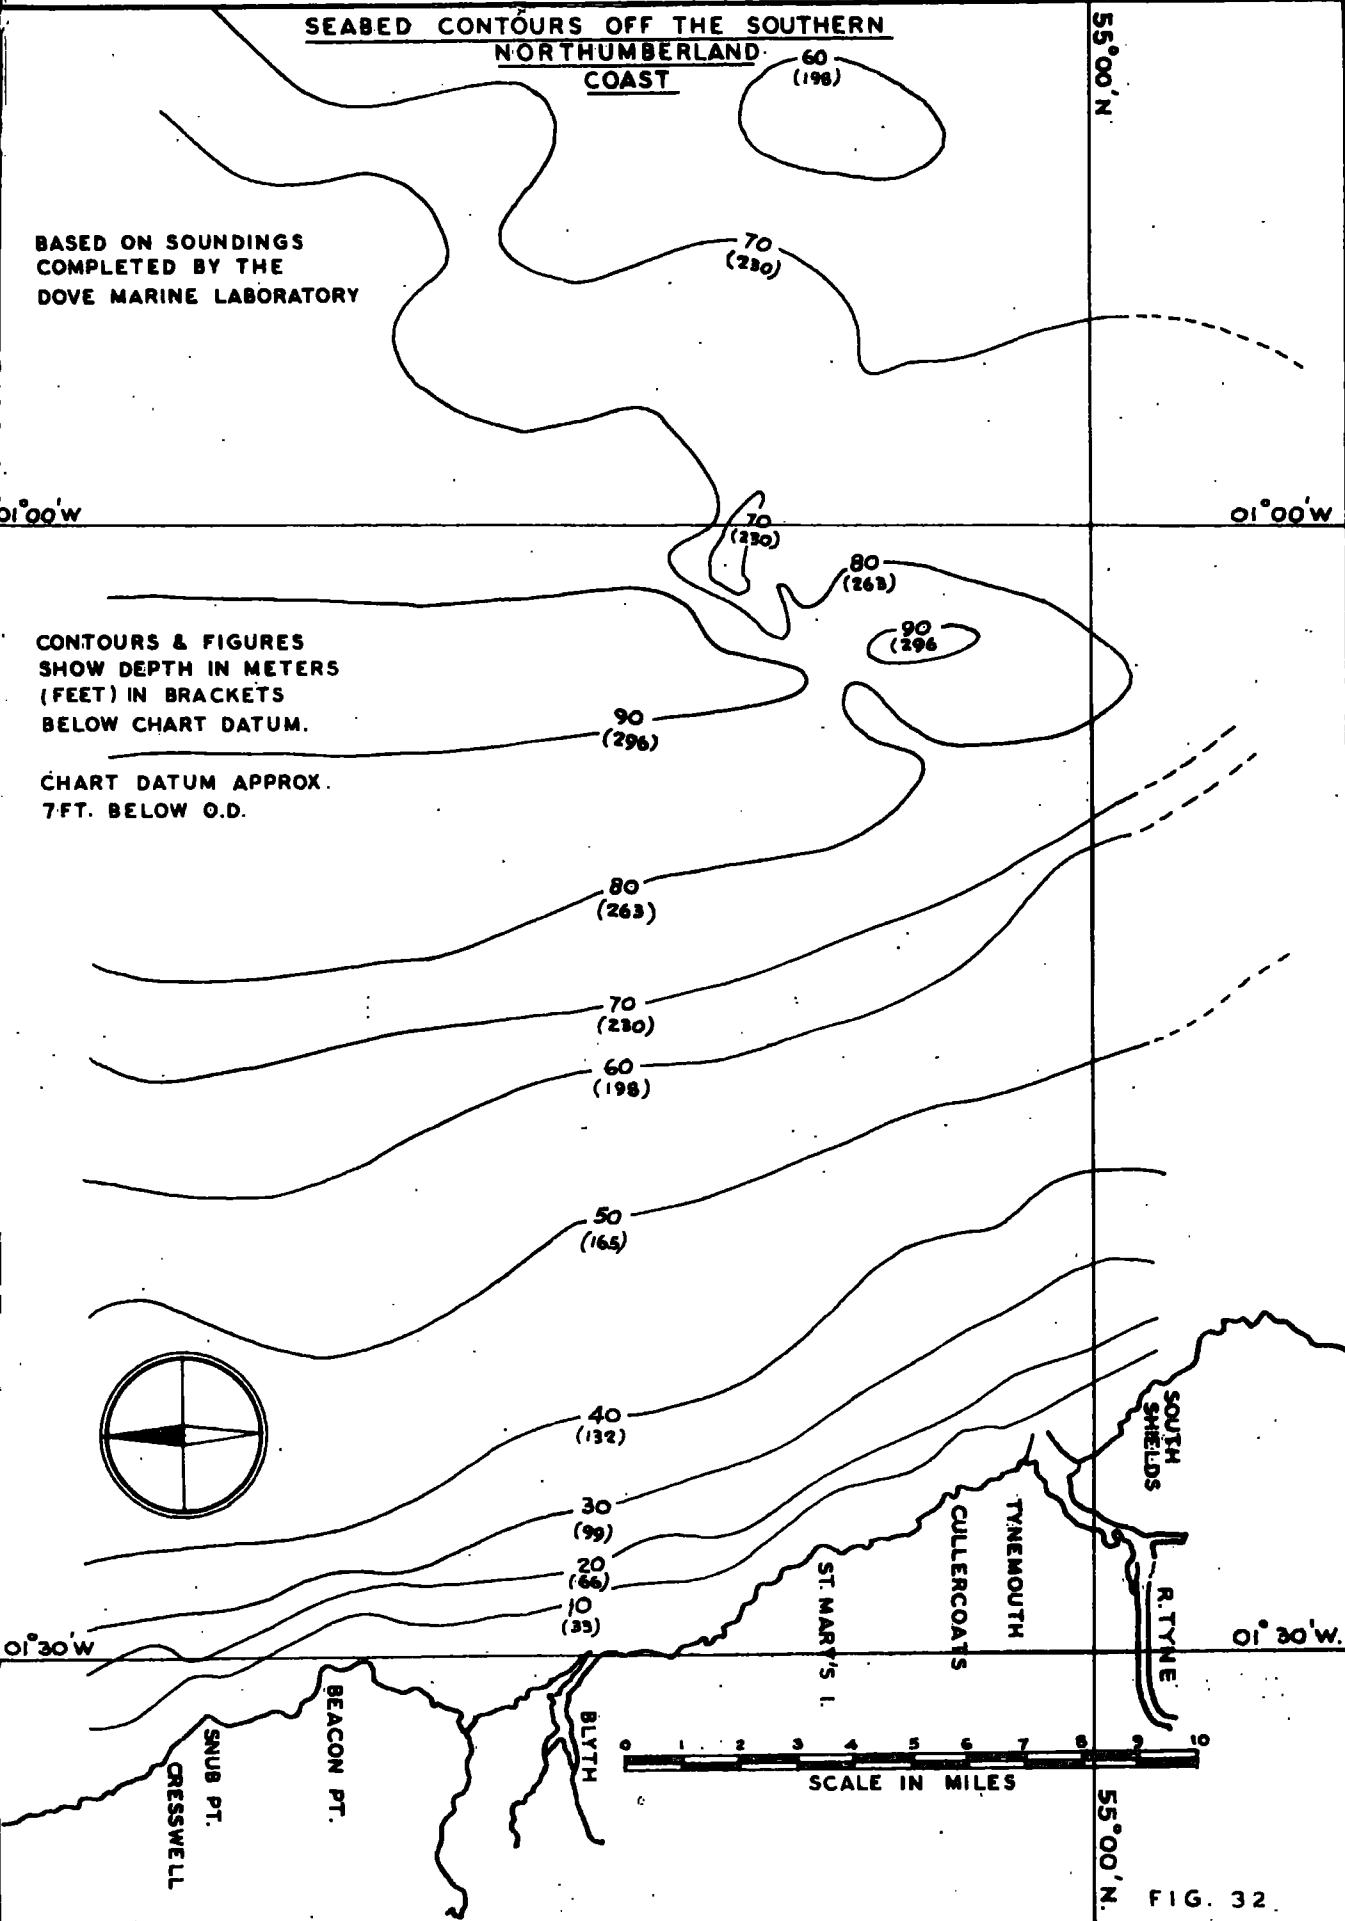 SEABED CONTOURS OFF THE SOUTHERN
NORTHUMBERLAND
COAST
55°00'N
60
(198)
BASED ON SOUNDINGS
COMPLETED BY THE
DOVE MARINE LABORATORY
70
(230)
01°00'W
01°00'W
70
(230)
80
(263)
90
(296
CONTOURS & FIGURES
SHOW DEPTH IN METERS
(FEET) IN BRACKETS
BELOW CHART DATUM.
90
(296)
CHART DATUM APPROX.
7FT. BELOW O.D.
80
(263)
70
(230)
60
(198)
50
(165)
40
(132)
30
(99)
20
(66)
10
(33)
SOUTH
SHIELDS
TYNEMOUTH
CULLERCOATS
ST. MARY'S I.
R. TYNE
01°30'W
01°30'W.
BEACON PT.
SNUB PT.
CRESSWELL
BLYTH
0 1 2 3 4 5 6 7 8 9 10
SCALE IN MILES
55°00'N.
FIG. 32